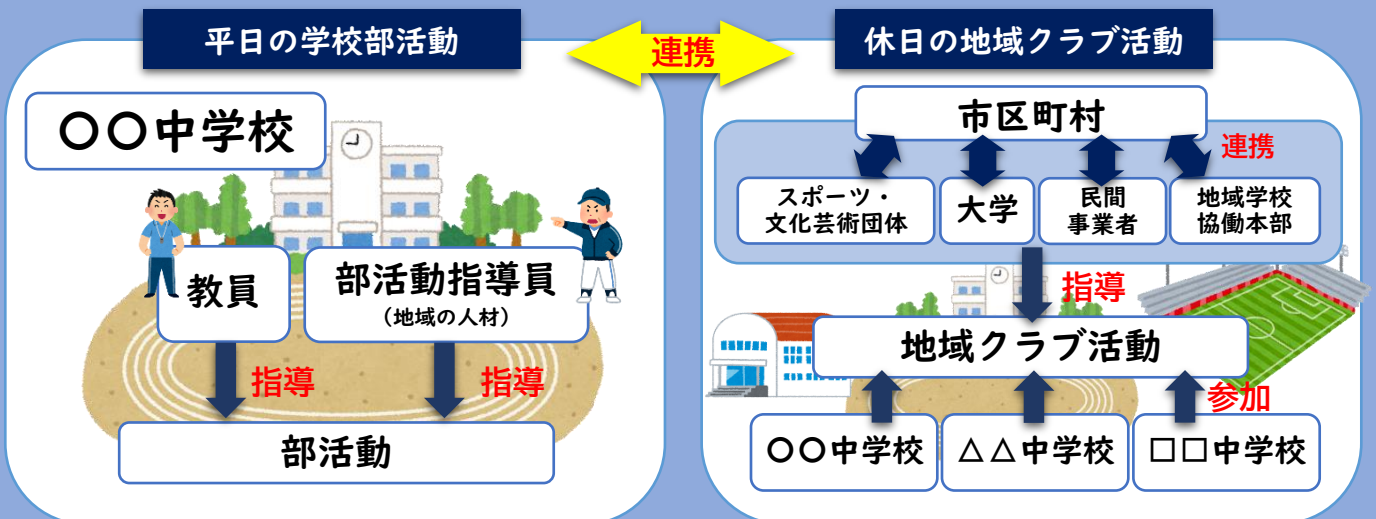 平日の学校部活動
連携
休日の地域クラブ活動
〇〇中学校
教員
部活動指導員
（地域の人材）
指導
指導
部活動
市区町村
連携
スポーツ・
文化芸術団体
大学
民間
事業者
地域学校
協働本部
指導
地域クラブ活動
参加
〇〇中学校
△△中学校
□□中学校